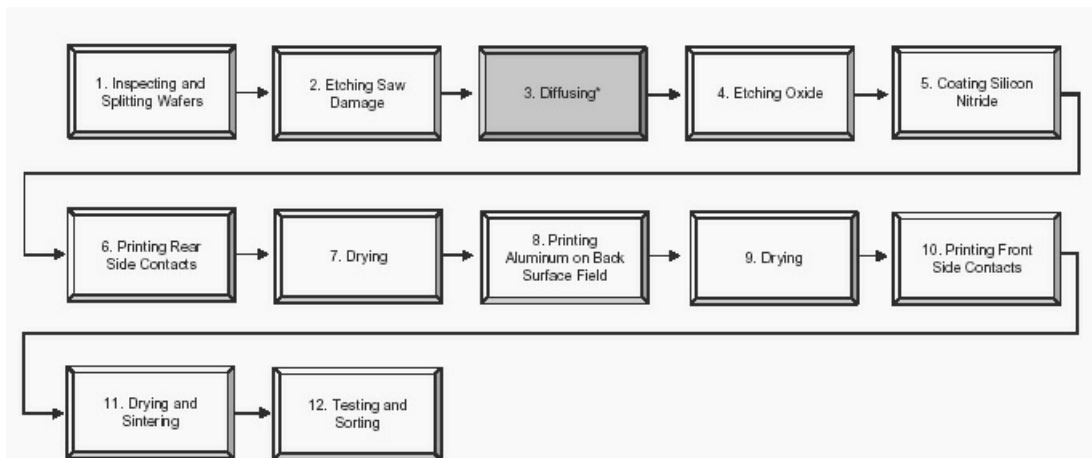 1. Inspecting and
Splitting Wafers
2. Etching Saw
Damage
3. Diffusing*
4. Etching Oxide
5. Coating Silicon
Nitride
6. Printing Rear
Side Contacts
7. Drying
8. Printing
Aluminum on Back
Surface Field
9. Drying
10. Printing Front
Side Contacts
11. Drying and
Sintering
12. Testing and
Sorting